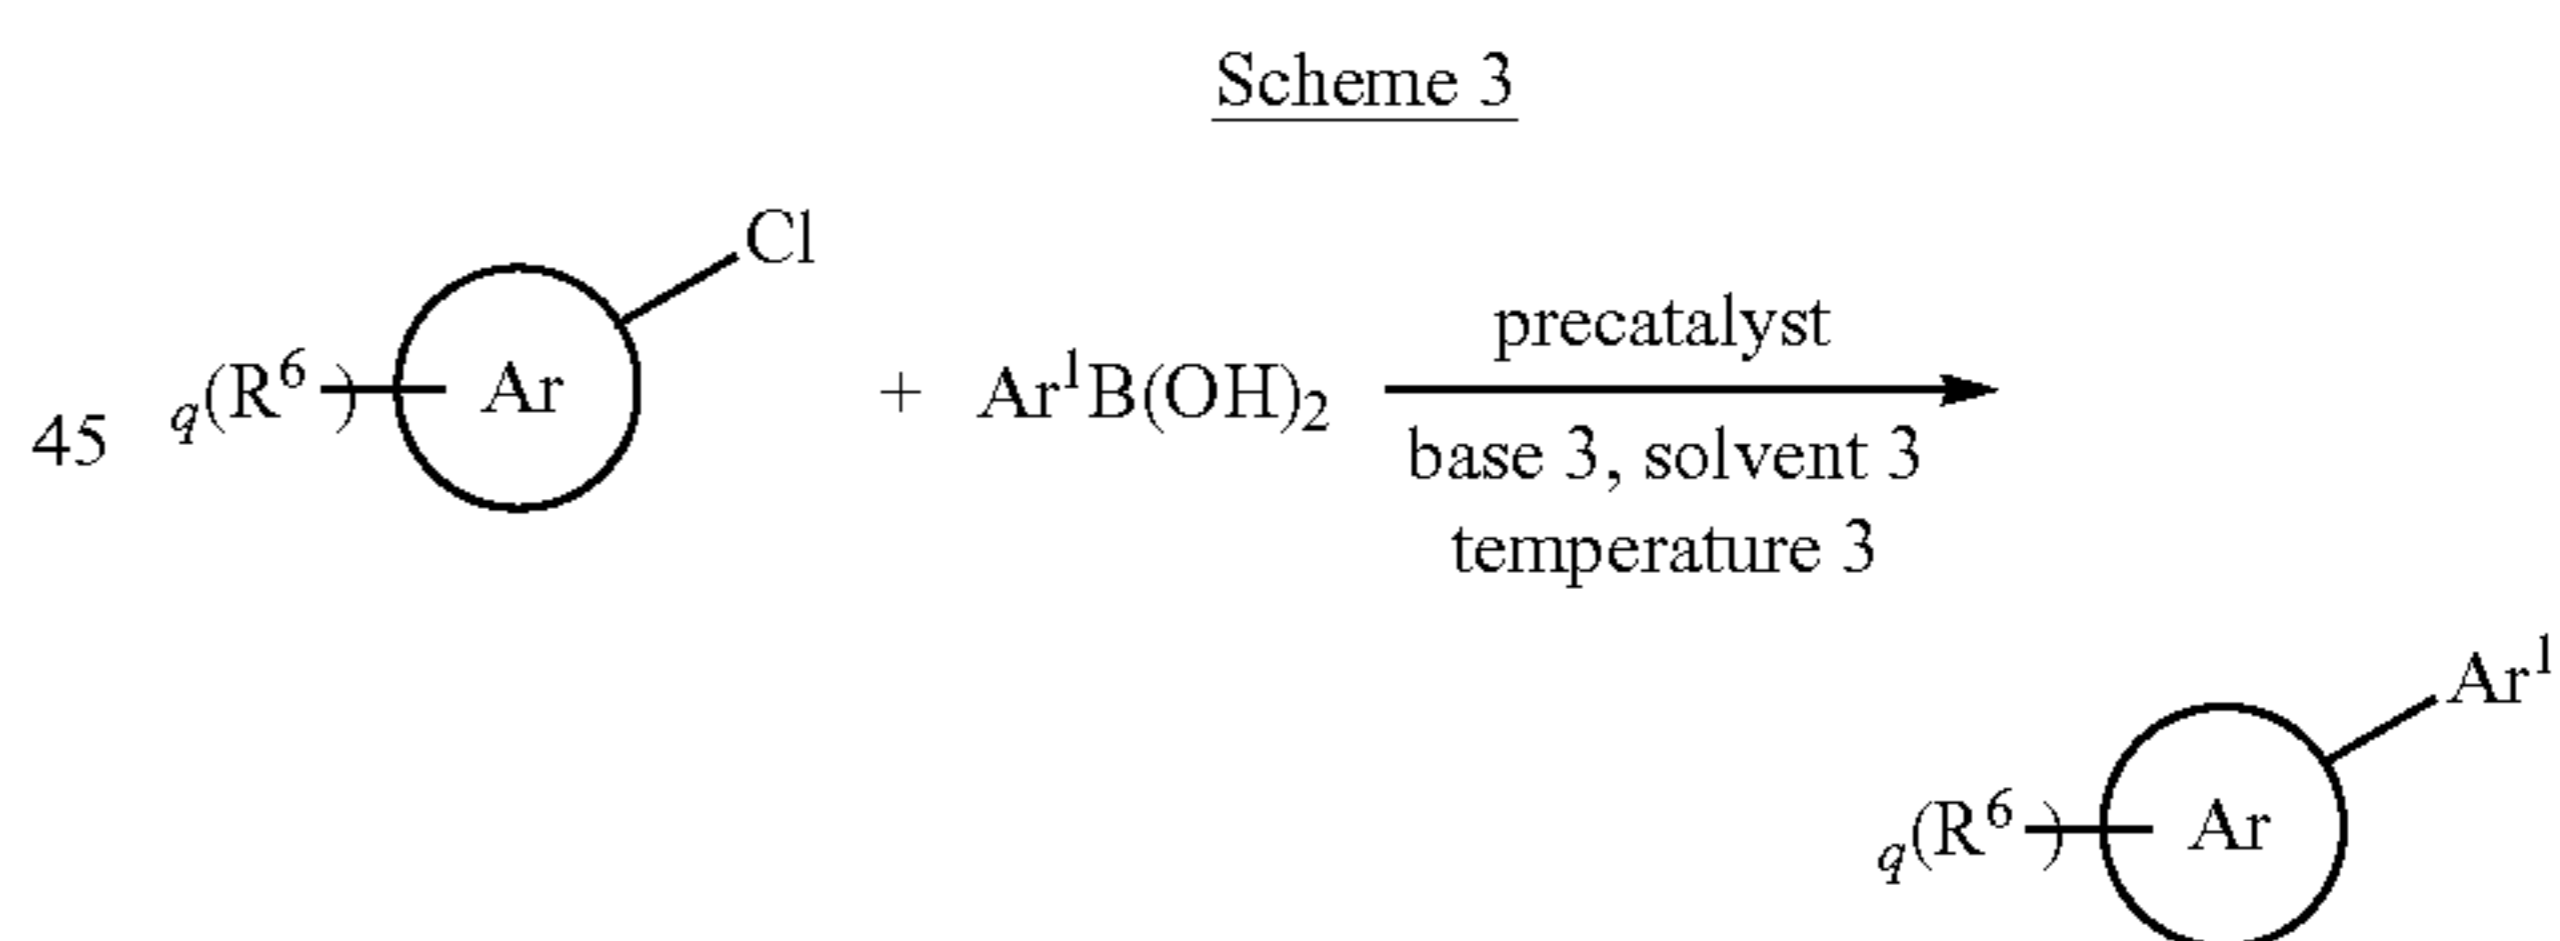 Scheme 3
Cl
45 q(R⁶ ) Ar + Ar¹B(OH)₂ precatalyst
base 3, solvent 3
temperature 3
Ar¹
q(R⁶ ) Ar